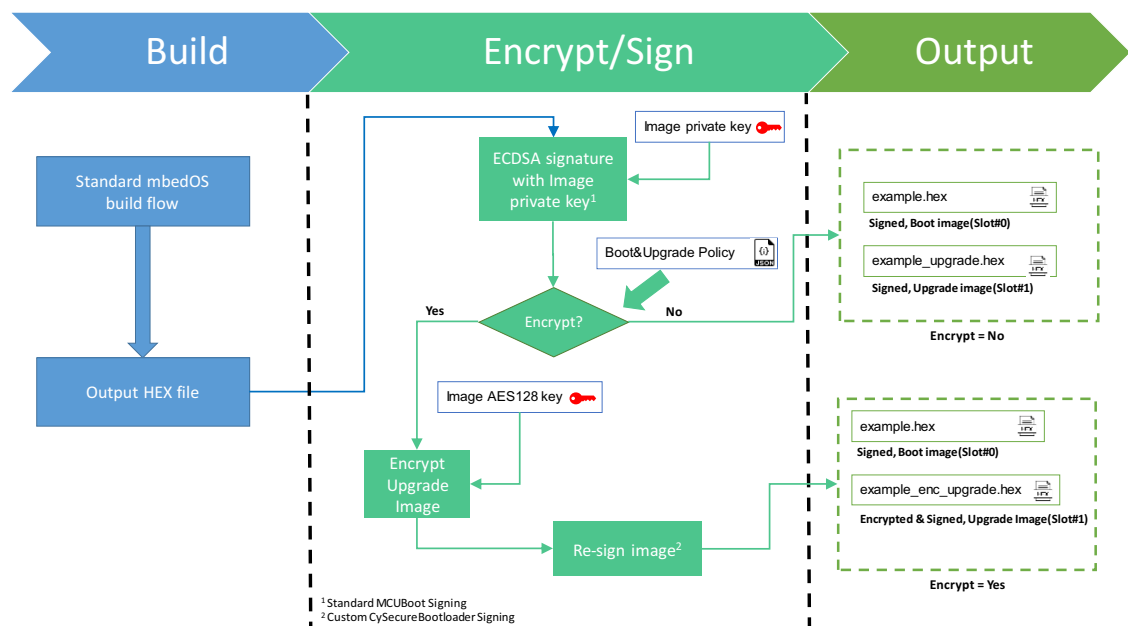 Build
Encrypt/Sign
Output
Standard mbedOS
build flow
Output HEX file
Image private key
ECDSA signature
with Image
private key1
Boot&Upgrade Policy
{i}
JSON
Yes
Encrypt?
No
Image AES128 key
Encrypt
Upgrade
Image
Re-sign image2
1 Standard MCUBoot Signing
2 Custom CySecureBootloader Signing
example.hex
Signed, Boot image(Slot#0)
example_upgrade.hex
Signed, Upgrade image(Slot#1)
Encrypt = No
example.hex
Signed, Boot image(Slot#0)
example_enc_upgrade.hex
Encrypted & Signed, Upgrade Image(Slot#1)
Encrypt = Yes